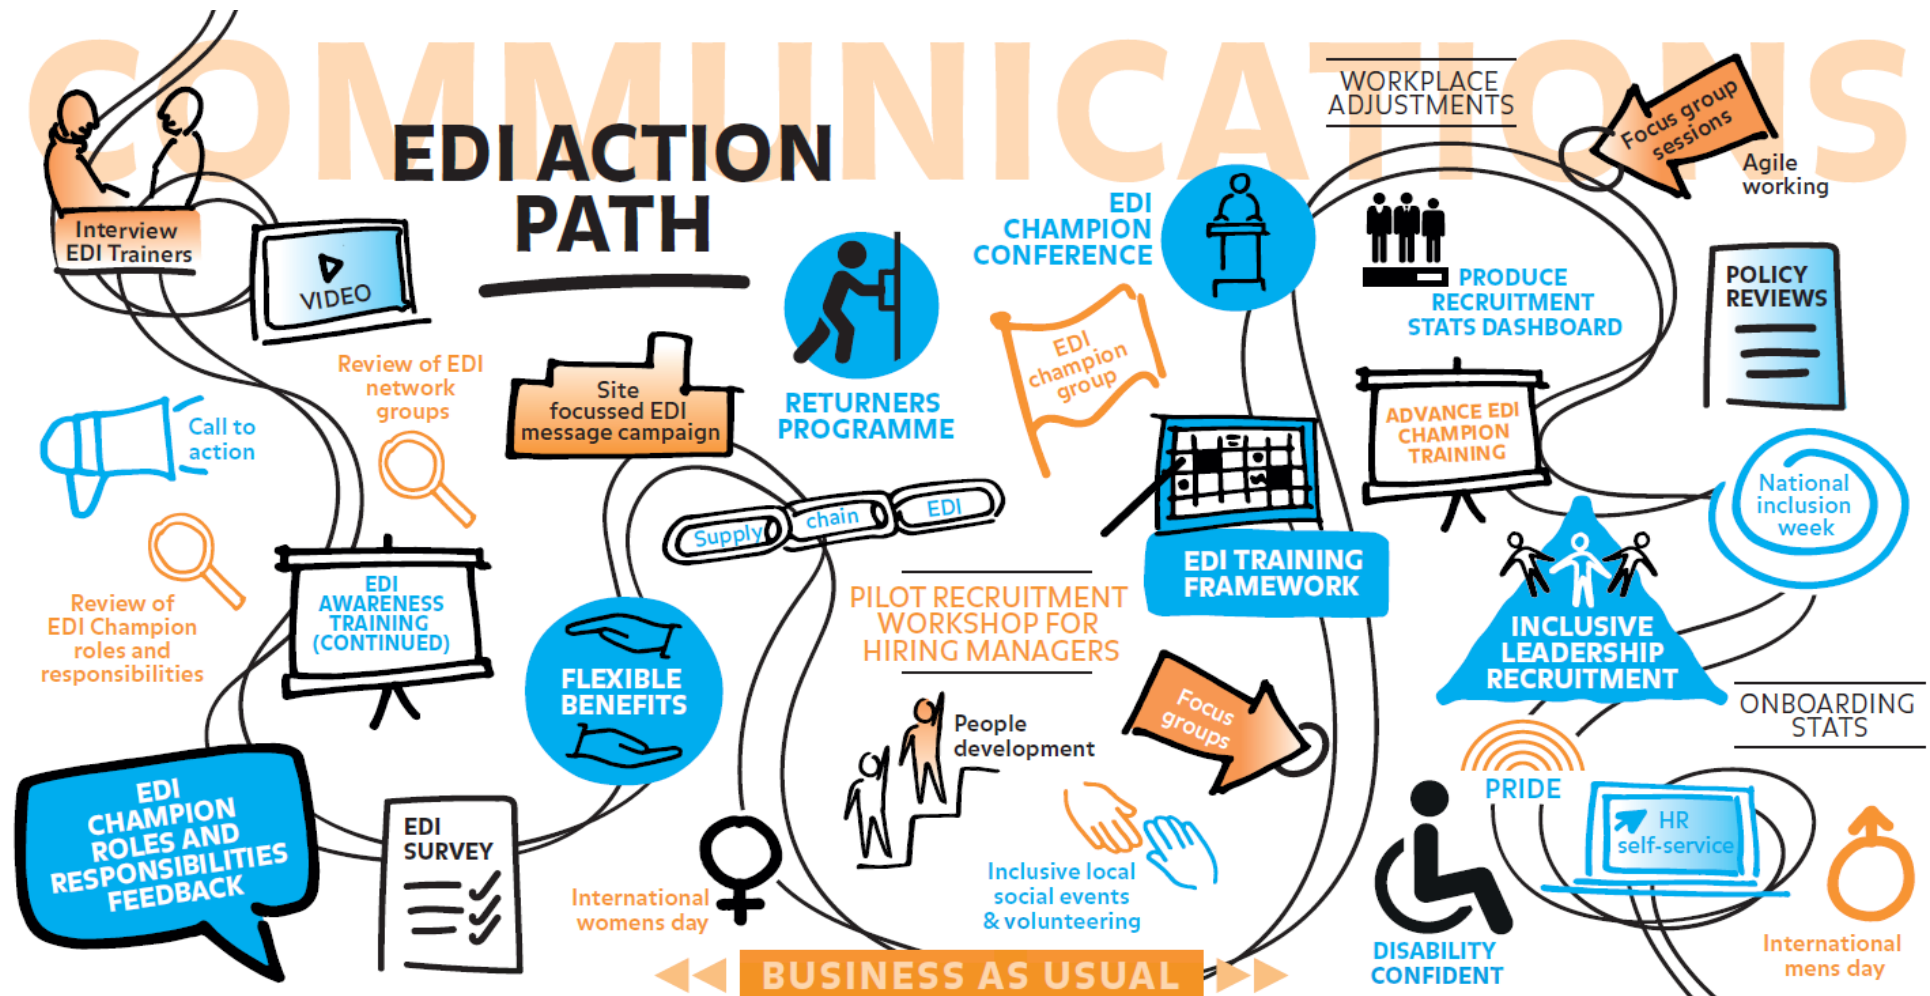 COMMUNICATIONS
EDI ACTION
PATH
Interview
EDI Trainers
VIDEO
Review of EDI
network
groups
Call to
action
Review of
EDI Champion
roles and
responsibilities
EDI
AWARENESS
TRAINING
(CONTINUED)
EDI
CHAMPION
ROLES AND
RESPONSIBILITIES
FEEDBACK
EDI
SURVEY
Site
focussed EDI
message campaign
FLEXIBLE
BENEFITS
RETURNERS
PROGRAMME
Supply
chain
EDI
International
womens day
PILOT RECRUITMENT
WORKSHOP FOR
HIRING MANAGERS
People
development
Inclusive local
social events
& volunteering
Focus
groups
BUSINESS AS USUAL
EDI
CHAMPION
CONFERENCE
EDI
champion
group
EDI TRAINING
FRAMEWORK
WORKPLACE
ADJUSTMENTS
Focus group
sessions
Agile
working
PRODUCE
RECRUITMENT
STATS DASHBOARD
POLICY
REVIEWS
ADVANCE EDI
CHAMPION
TRAINING
National
inclusion
week
INCLUSIVE
LEADERSHIP
RECRUITMENT
ONBOARDING
STATS
PRIDE
HR
self-service
DISABILITY
CONFIDENT
International
mens day